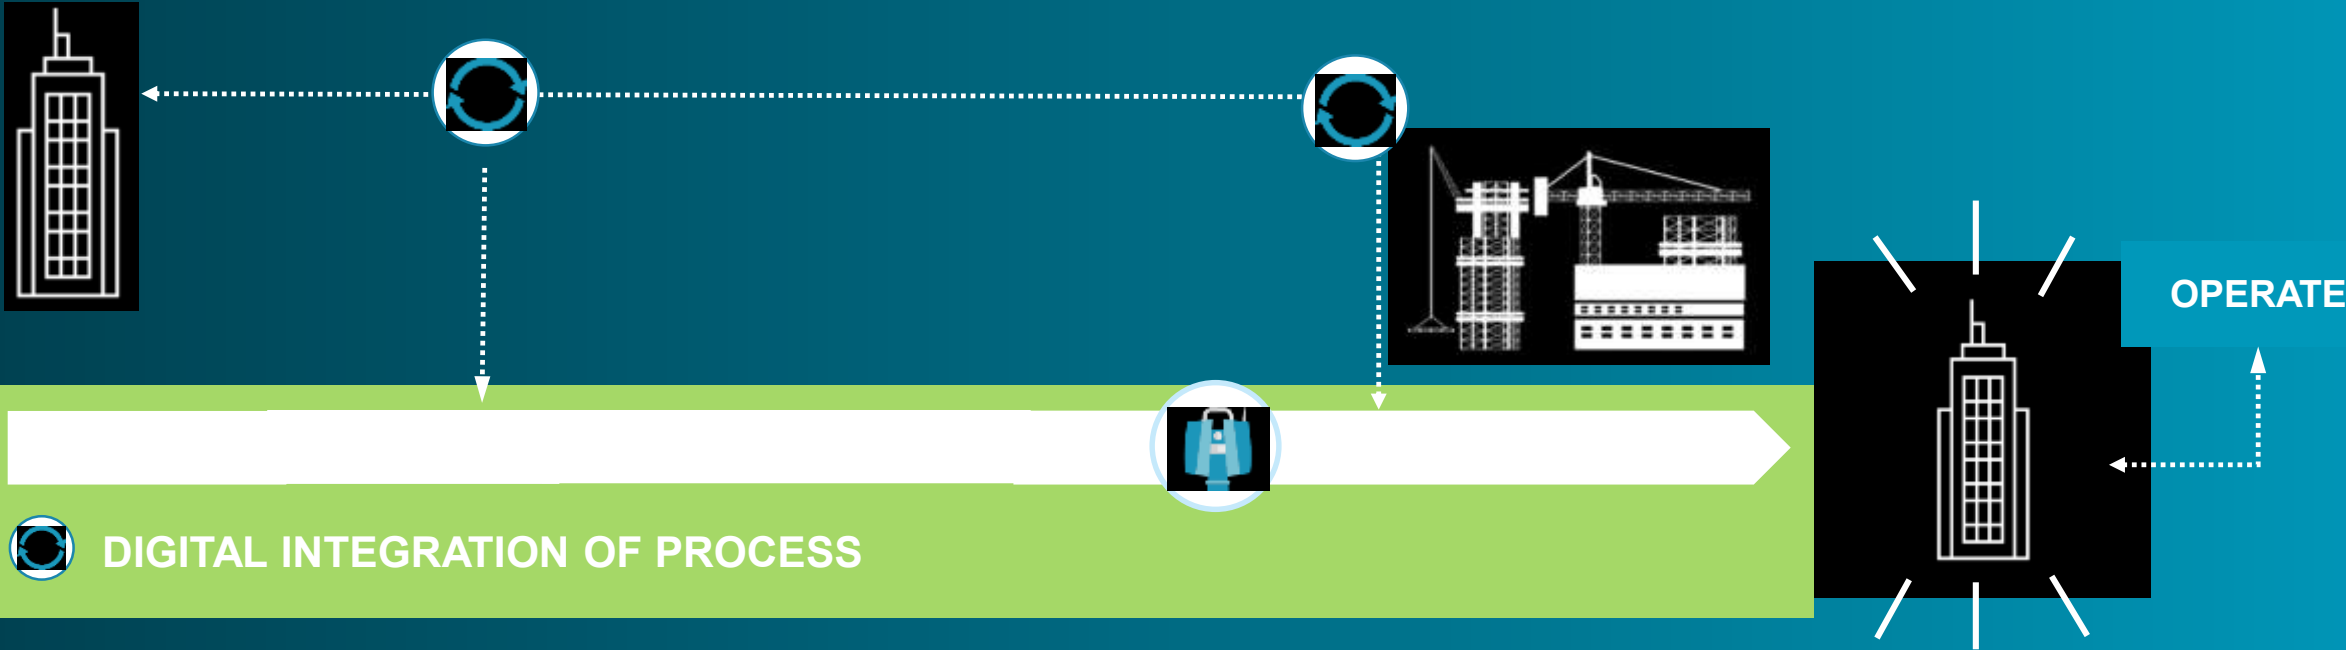 OPERATE
DIGITAL INTEGRATION OF PROCESS